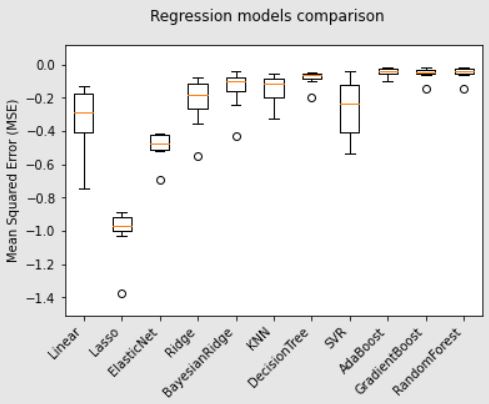 Regression models comparison
Mean Squared Error (MSE)
0.0
−0.2
−0.4
−0.6
−0.8
−1.0
−1.2
−1.4
Linear
Lasso
ElasticNet
Ridge
BayesianRidge
KNN
DecisionTree
SVR
AdaBoost
GradientBoost
RandomForest